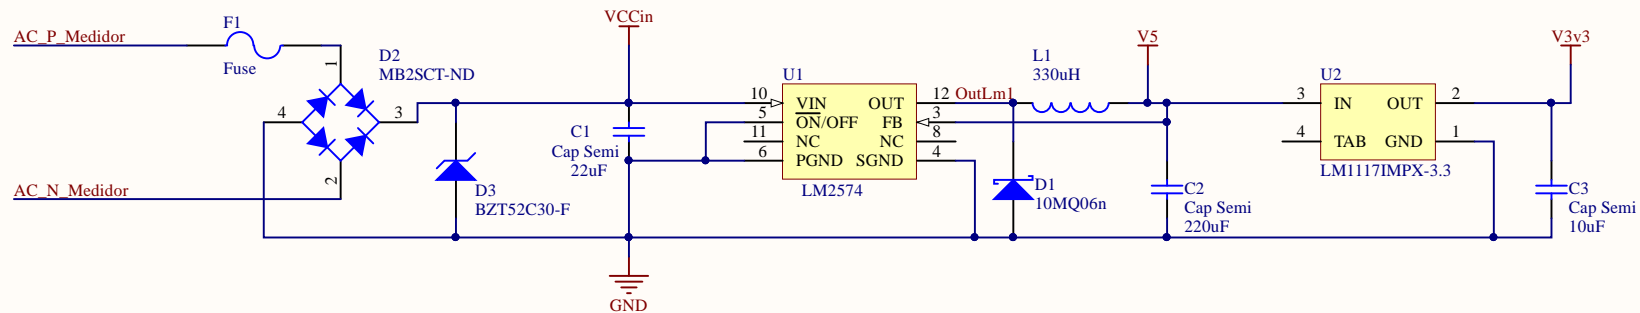 AC_P_Medidor
F1
Fuse
1
D2
MB2SCT-ND
4
3
2
AC_N_Medidor
D3
BZT52C30-F
VCCin
C1
Cap Semi
22uF
GND
U1
10
5
11
6
VIN
ON/OFF
NC
PGND
OUT
FB
NC
SGND
12
3
8
4
LM2574
OutLm1
D1
10MQ06n
L1
330uH
V5
C2
Cap Semi
220uF
U2
3
4
IN
TAB
OUT
GND
2
1
LM1117IMPX-3.3
V3v3
C3
Cap Semi
10uF